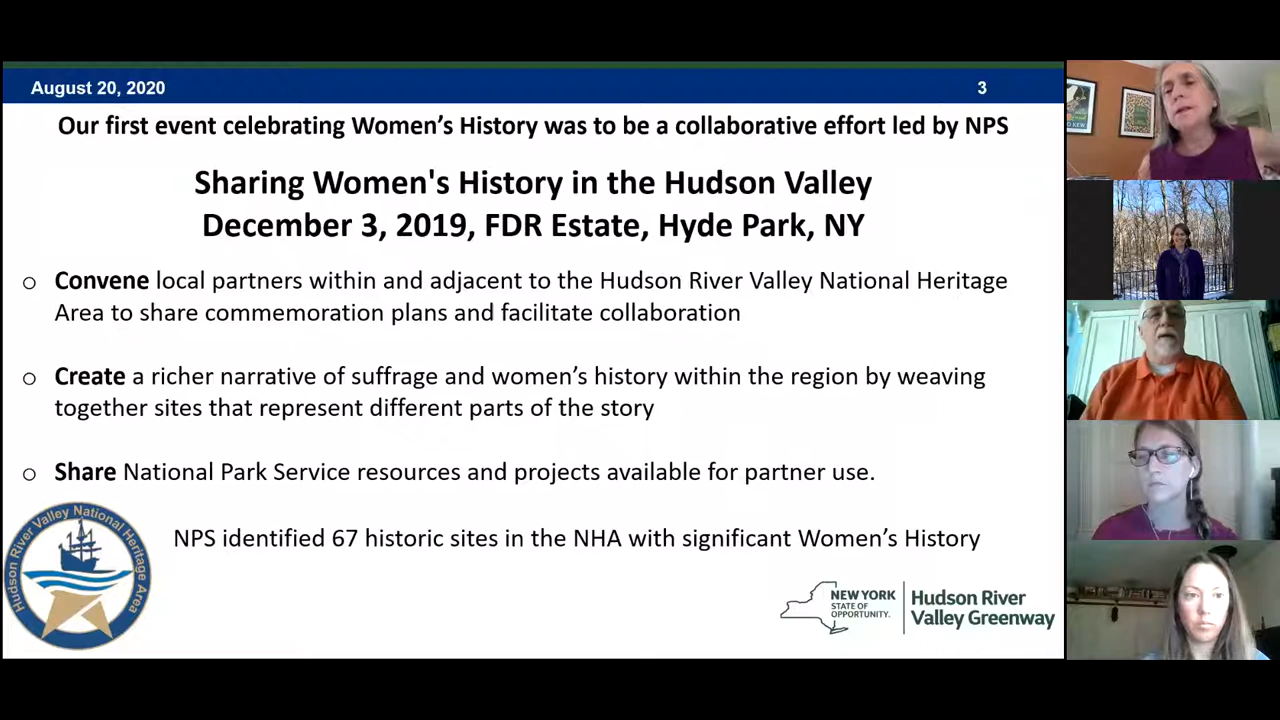 August 20, 2020
3
Our first event celebrating Women's History was to be a collaborative effort led by NPS
Sharing Women's History in the Hudson Valley
December 3, 2019, FDR Estate, Hyde Park, NY
o Convene local partners within and adjacent to the Hudson River Valley National Heritage
Area to share commemoration plans and facilitate collaboration
o Create a richer narrative of suffrage and women's history within the region by weaving
together sites that represent different parts of the story
o Share National Park Service resources and projects available for partner use.
NPS identified 67 historic sites in the NHA with significant Women's History
Hudson River Valley National Heritage Area
NEW YORK
STATE OF
OPPORTUNITY.
Hudson River
Valley Greenway